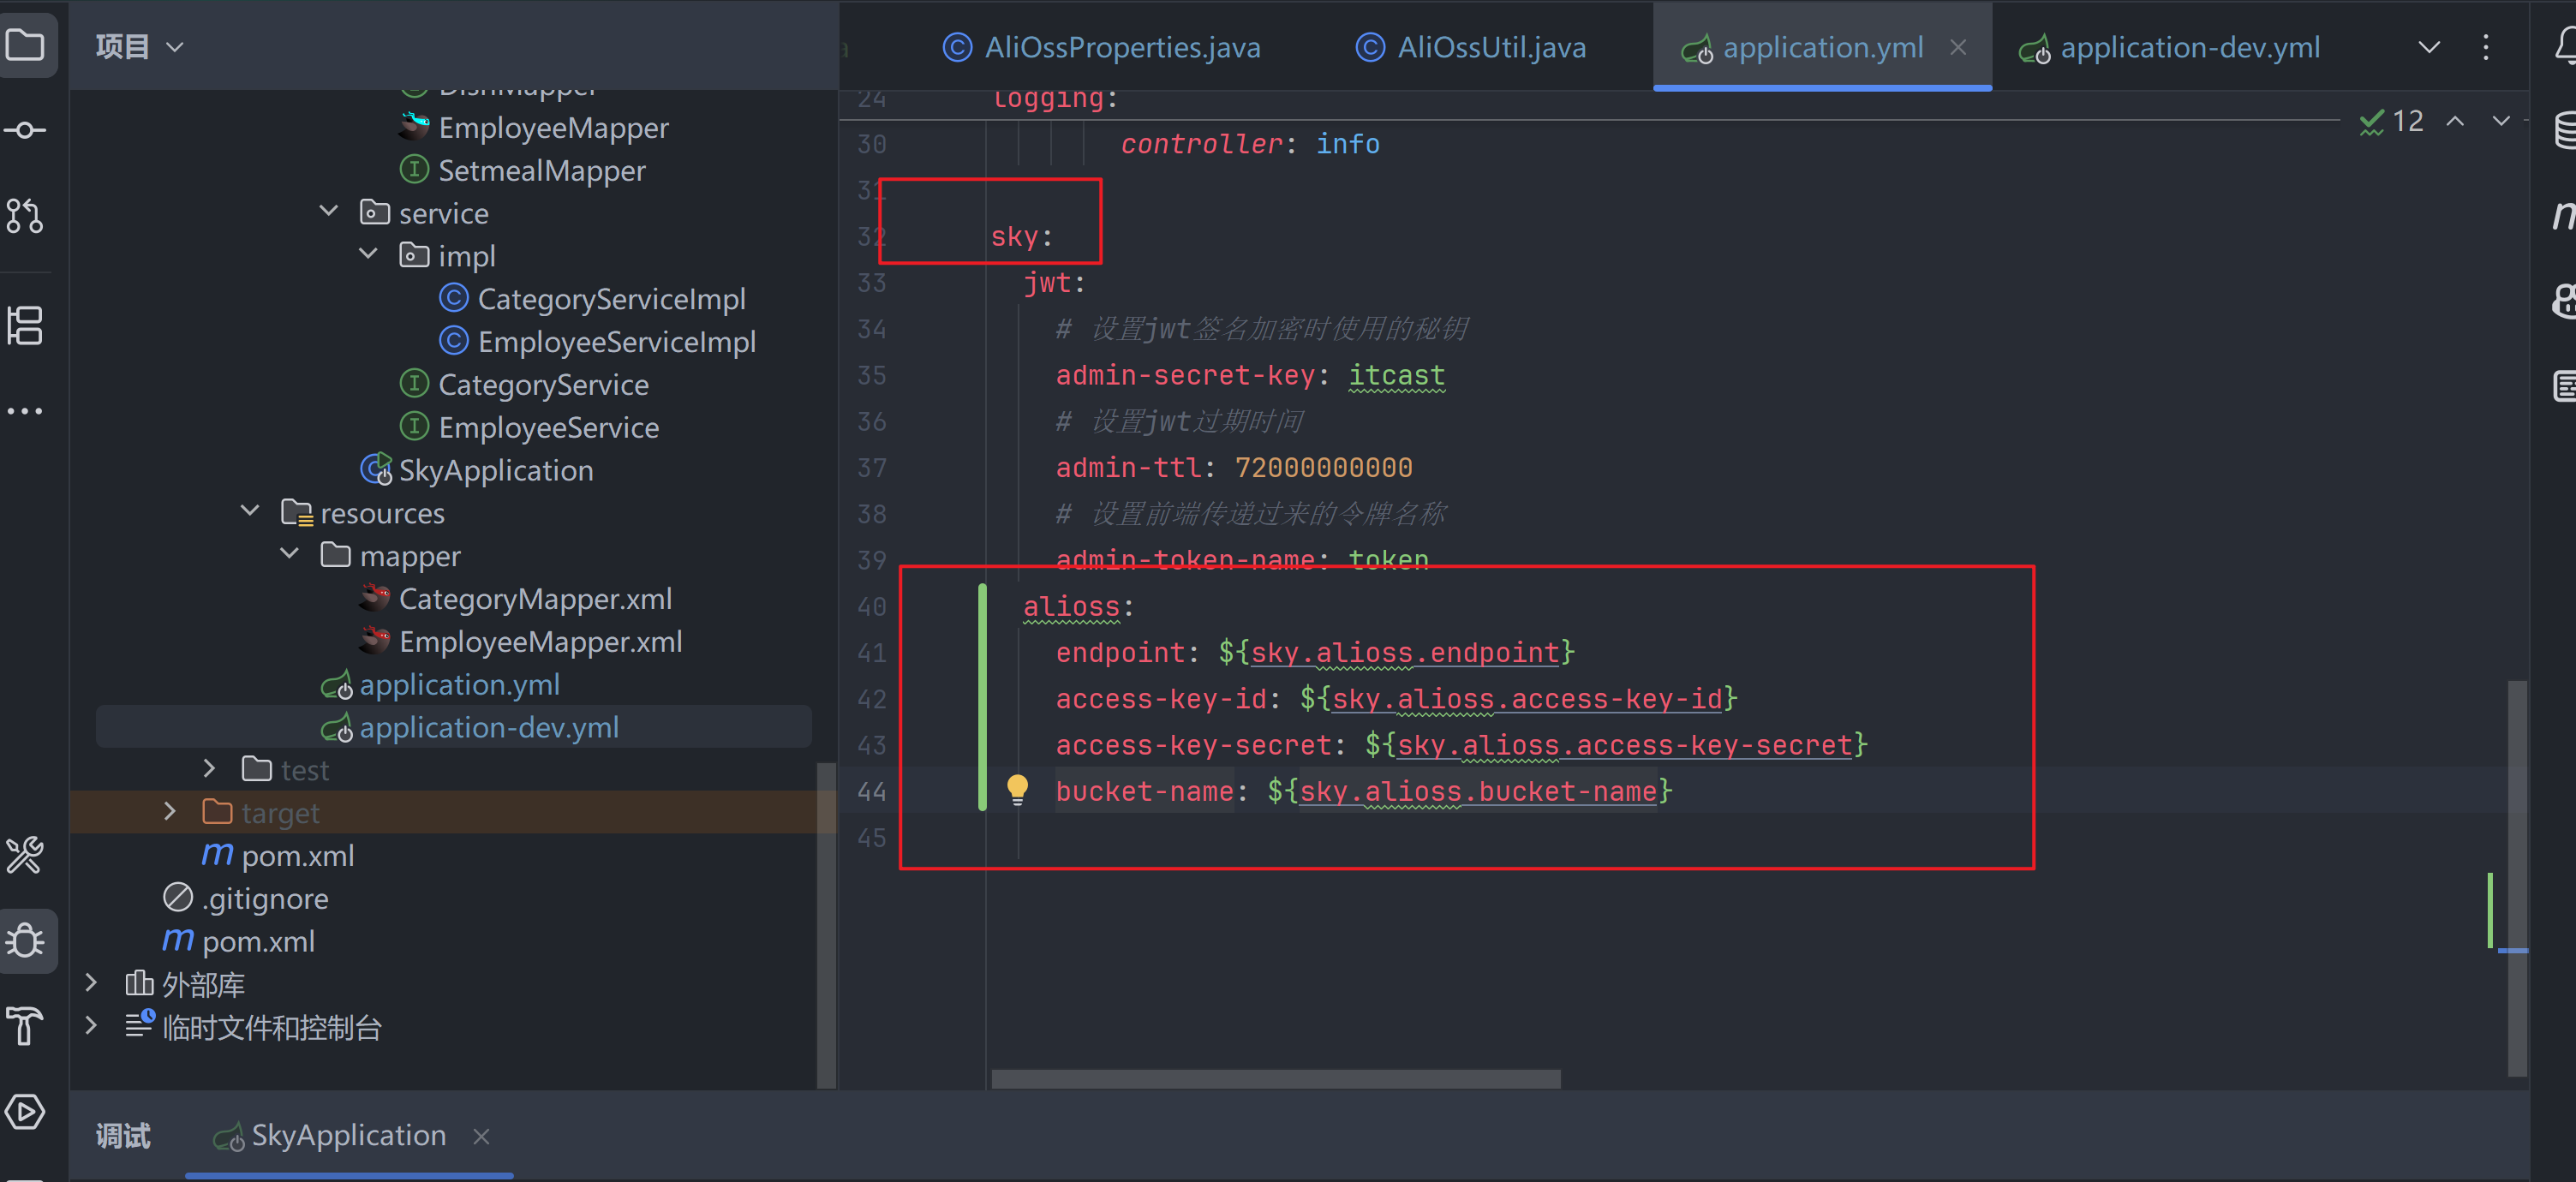 项目
AliOssProperties.java
AliOssUtil.java
application.yml
application-dev.yml
DishMapper
EmployeeMapper
SetmealMapper
service
impl
CategoryServiceImpl
EmployeeServiceImpl
CategoryService
EmployeeService
SkyApplication
resources
mapper
CategoryMapper.xml
EmployeeMapper.xml
application.yml
application-dev.yml
test
target
pom.xml
.gitignore
pom.xml
外部库
临时文件和控制台
12
24 logging:
30 controller: info
31
32 sky:
33 jwt:
34 # 设置jwt签名加密时使用的秘钥
35 admin-secret-key: itcast
36 # 设置jwt过期时间
37 admin-ttl: 72000000000
38 # 设置前端传递过来的令牌名称
39 admin-token-name: token
40 alioss:
41 endpoint: ${sky.alioss.endpoint}
42 access-key-id: ${sky.alioss.access-key-id}
43 access-key-secret: ${sky.alioss.access-key-secret}
44 bucket-name: ${sky.alioss.bucket-name}
45
调试
SkyApplication